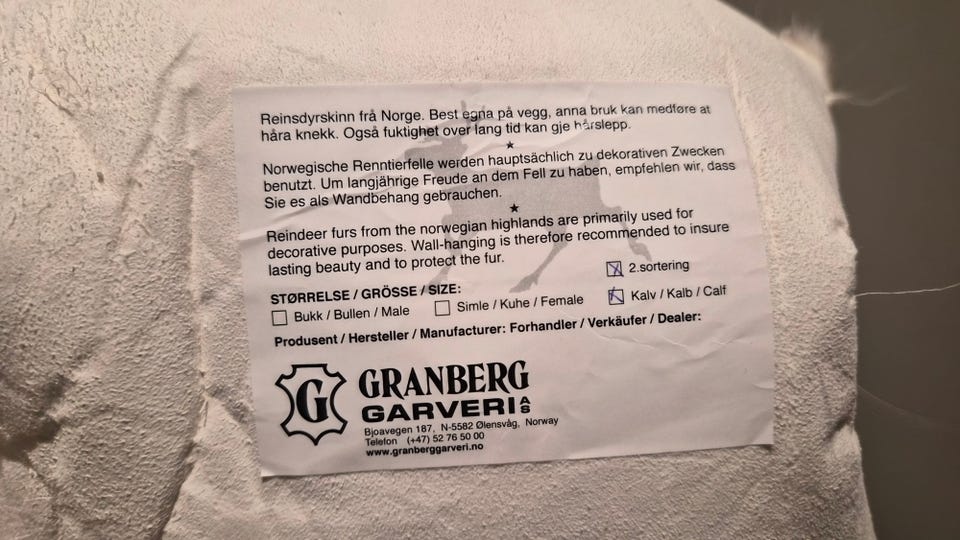 Reinsdyrskinn frå Norge. Best egna på vegg, anna bruk kan medføre at
håra knekk. Også fuktighet over lang tid kan gje hårslepp.
★
Norwegische Renntierfelle werden hauptsächlich zu dekorativen Zwecken
benutzt. Um langjährige Freude an dem Fell zu haben, empfehlen wir, dass
Sie es als Wandbehang gebrauchen.
★
Reindeer furs from the norwegian highlands are primarily used for
decorative purposes. Wall-hanging is therefore recommended to insure
lasting beauty and to protect the fur.
☒ 2.sortering
STØRRELSE / GRÖSSE / SIZE:
☐ Bukk / Bullen / Male ☐ Simle / Kuhe / Female ☒ Kalv / Kalb / Calf
Produsent / Hersteller / Manufacturer: Forhandler / Verkäufer / Dealer:
G GRANBERG
GARVERI AS
Bjoavegen 187, N-5582 Ølensvåg, Norway
Telefon (+47) 52 76 50 00
www.granberggarveri.no